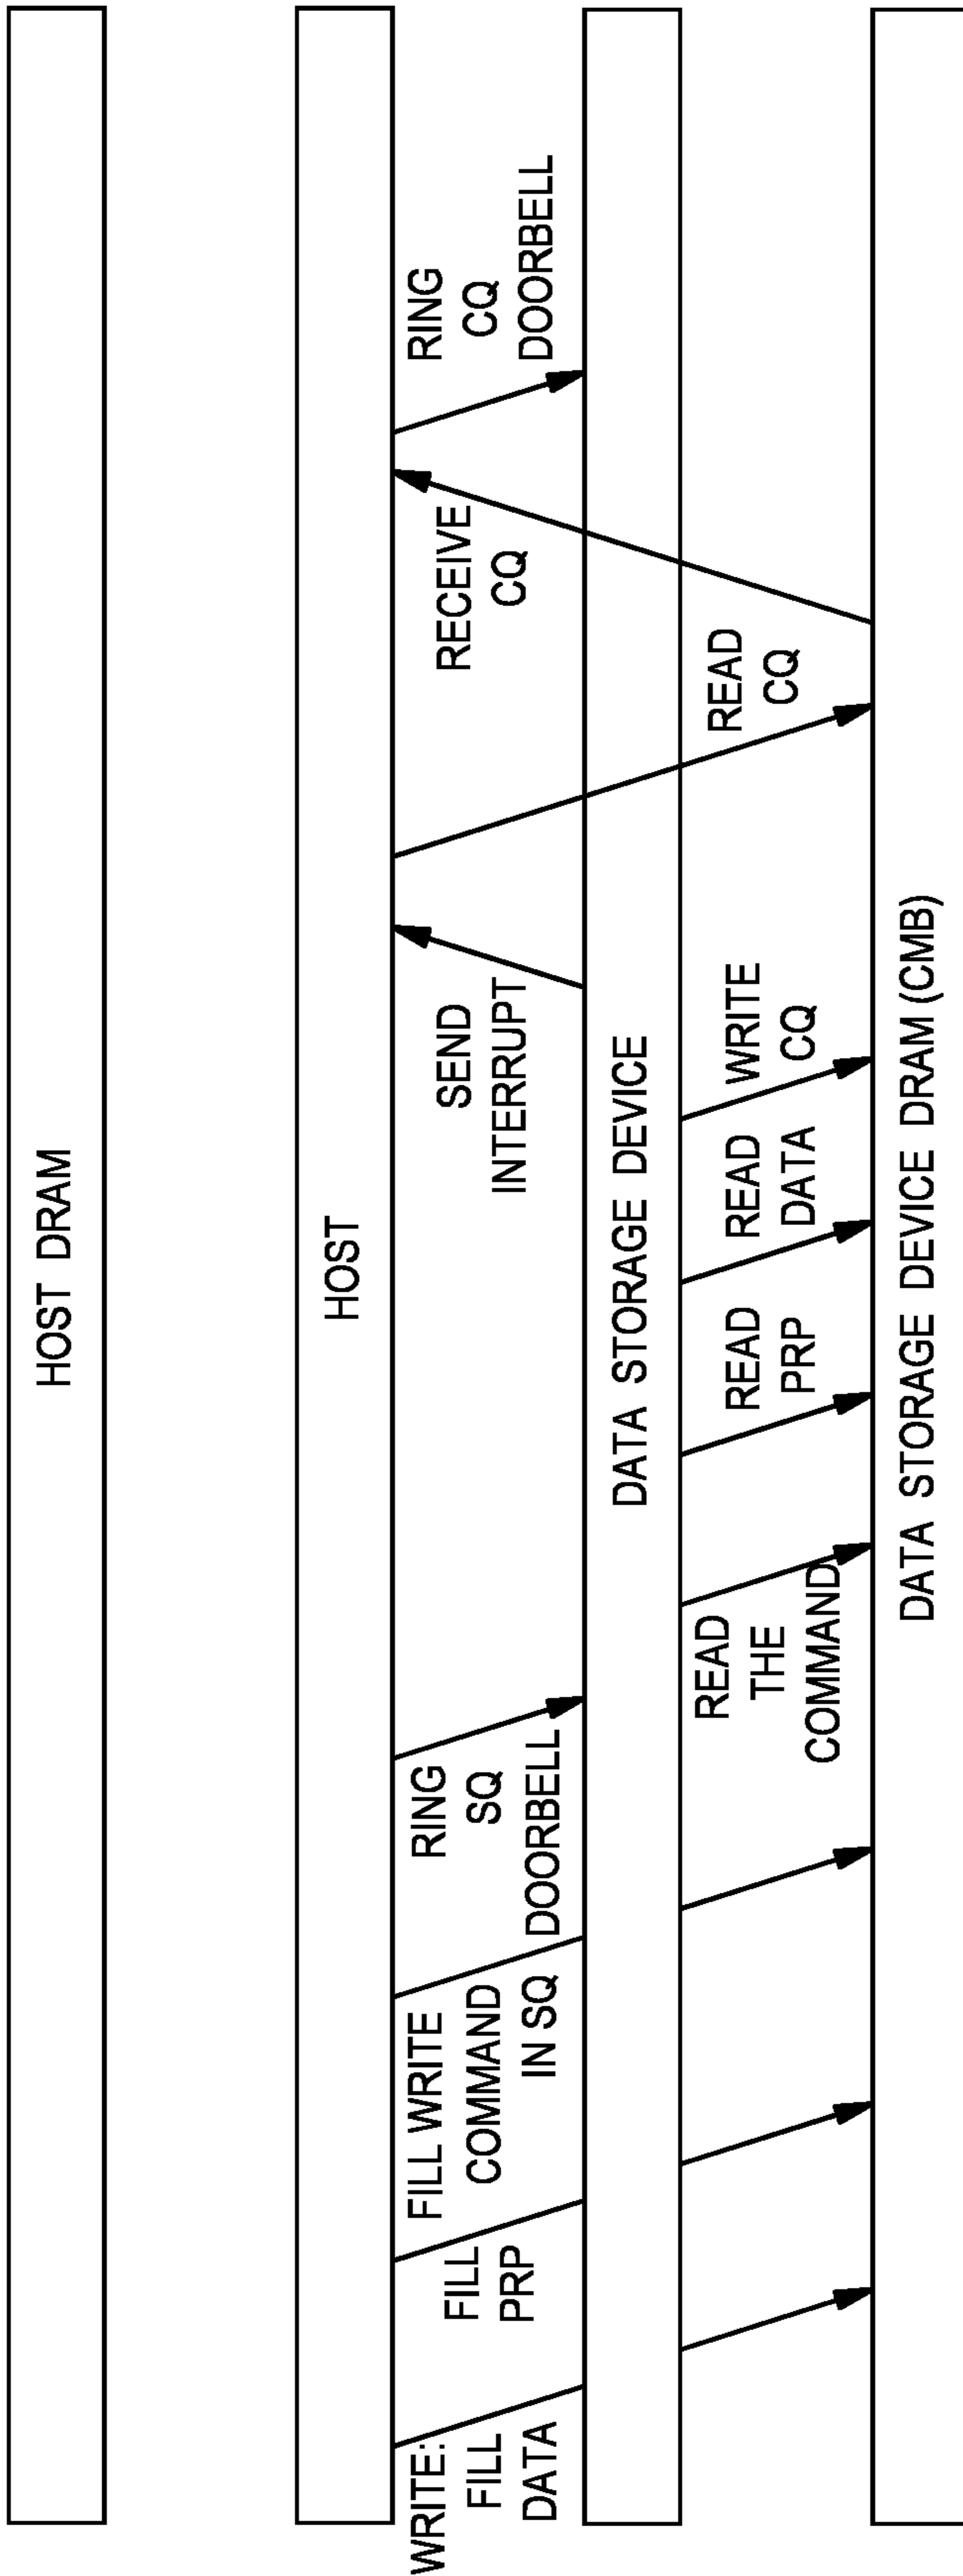 HOST DRAM
HOST
WRITE:
FILL
DATA
FILL
PRP
FILL WRITE
COMMAND
IN SQ
RING
SQ
DOORBELL
SEND
INTERRUPT
RECEIVE
CQ
RING
CQ
DOORBELL
DATA STORAGE DEVICE
READ
THE
COMMAND
READ
PRP
READ
DATA
WRITE
CQ
READ
CQ
DATA STORAGE DEVICE DRAM (CMB)